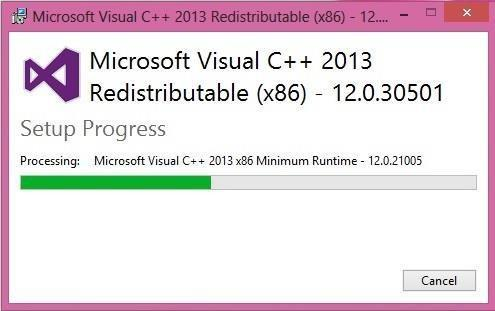 Microsoft Visual C++ 2013 Redistributable (x86) - 12....
Microsoft Visual C++ 2013
Redistributable (x86) - 12.0.30501
Setup Progress
Processing: Microsoft Visual C++ 2013 x86 Minimum Runtime - 12.0.21005
Cancel